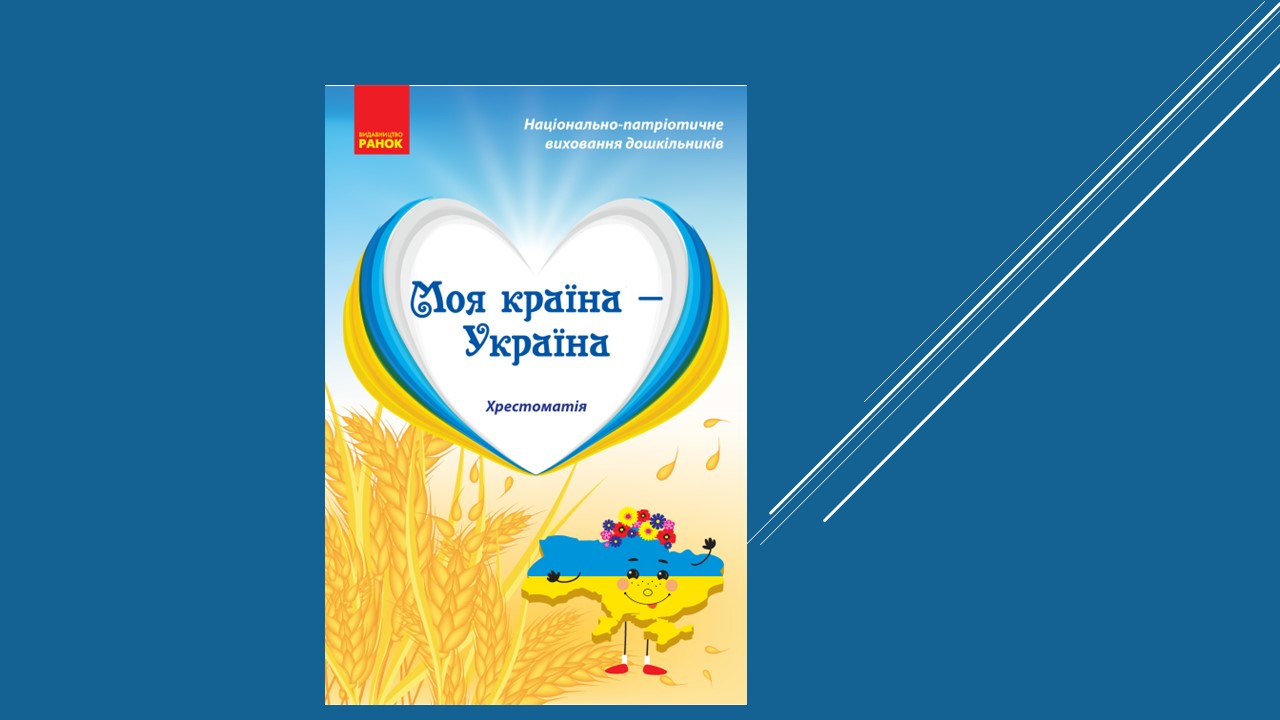 ВИДАВНИЦТВО
РАНОК
Національно-патріотичне
виховання дошкільників
Моя країна –
Україна
Хрестоматія